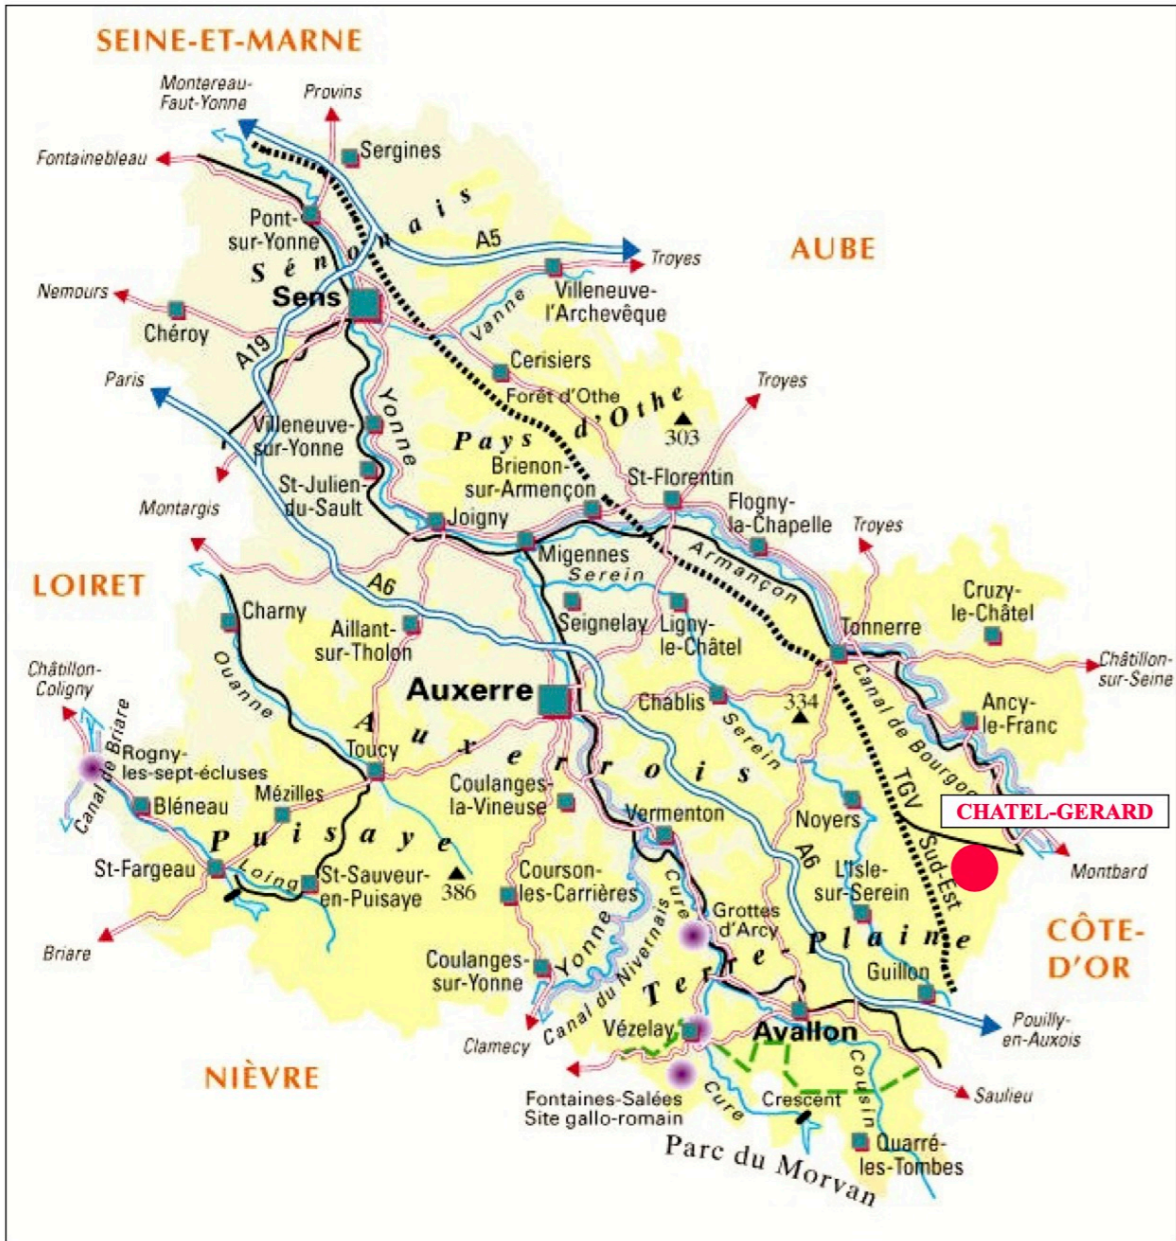 SEINE-ET-MARNE
Montereau-
Faut-Yonne
Provins
Fontainebleau
Sergines
Pont-
sur-Yonne
Sénonais
A5
AUBE
Troyes
Nemours
Sens
Villeneuve-
l'Archevêque
Chéroy
Vanne
A19
Cerisiers
Paris
Forêt d'Othe
Troyes
Yonne
Villeneuve-
sur-Yonne
Pays d'Othe
303
Brienon-
sur-Armençon
St-Florentin
St-Julien-
du-Sault
Flogny-
la-Chapelle
Montargis
Joigny
Troyes
Migennes
Armançon
LOIRET
A6
Serein
Cruzy-
le-Châtel
Charny
Aillant-
sur-Tholon
Seignelay
Ligny-
le-Châtel
Tonnerre
Châtillon-
Coligny
Ouanne
Châtillon-
sur-Seine
Auxerre
Chablis
334
Canal de Bourgogne
Ancy-
le-Franc
Canal de Briare
Rogny-
les-sept-écluses
Toucy
Auxerrois
Serein
TGV
Sud-Est
Bléneau
Mézilles
Coulanges-
la-Vineuse
Vermenton
Noyers
CHATEL-GERARD
Puisaye
A6
St-Fargeau
Loing
St-Sauveur-
en-Puisaye
386
Courson-
les-Carrières
Cure
L'Isle-
sur-Serein
Montbard
Briare
Yonne
Grottes
d'Arcy
CÔTE-
D'OR
Coulanges-
sur-Yonne
Canal du Nivetnais
Terre-Plaine
Guillon
Clamecy
Vézelay
Avallon
Pouilly-
en-Auxois
NIÈVRE
Cousin
Fontaines-Salées
Site gallo-romain
Cure
Crescent
Saulieu
Parc du Morvan
Quarré-
les-Tombes